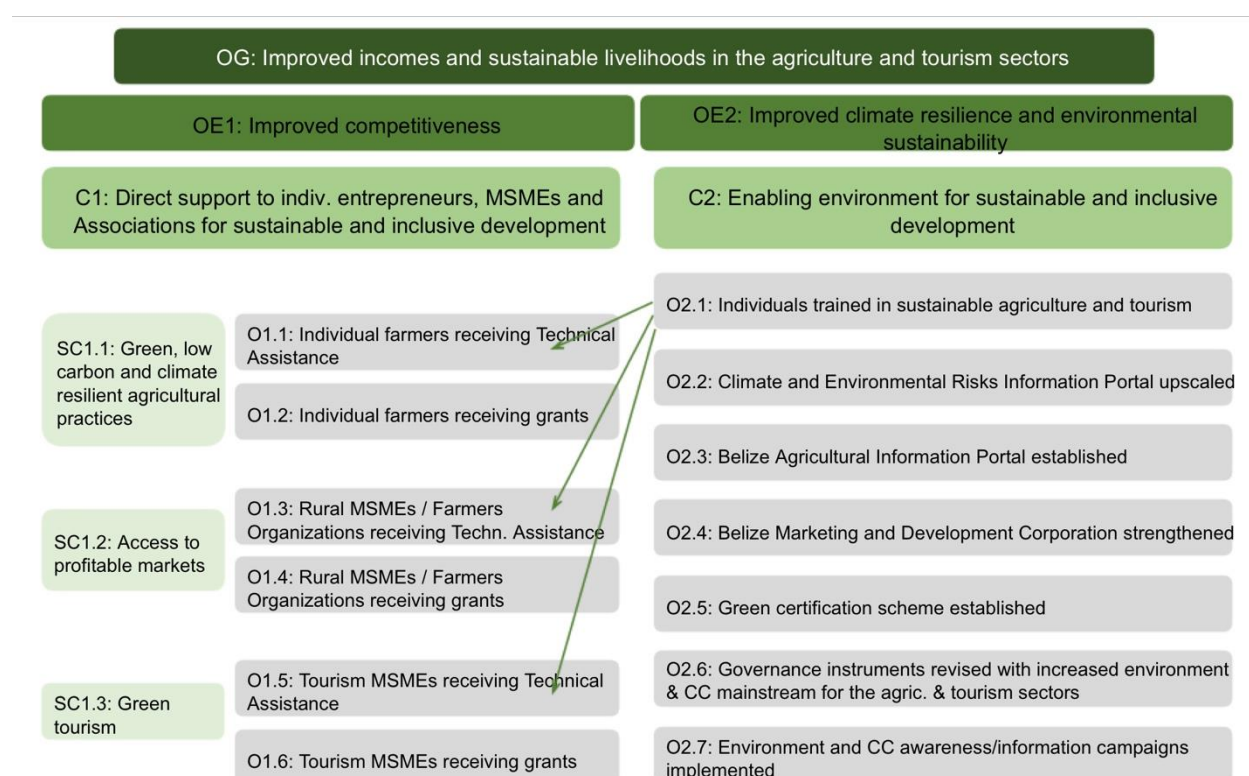 OG: Improved incomes and sustainable livelihoods in the agriculture and tourism sectors
OE1: Improved competitiveness
OE2: Improved climate resilience and environmental
sustainability
C1: Direct support to indiv. entrepreneurs, MSMEs and
Associations for sustainable and inclusive development
C2: Enabling environment for sustainable and inclusive
development
SC1.1: Green, low
carbon and climate
resilient agricultural
practices
O1.1: Individual farmers receiving Technical
Assistance
O1.2: Individual farmers receiving grants
SC1.2: Access to
profitable markets
O1.3: Rural MSMEs / Farmers
Organizations receiving Techn. Assistance
O1.4: Rural MSMEs / Farmers
Organizations receiving grants
SC1.3: Green
tourism
O1.5: Tourism MSMEs receiving Technical
Assistance
O1.6: Tourism MSMEs receiving grants
O2.1: Individuals trained in sustainable agriculture and tourism
O2.2: Climate and Environmental Risks Information Portal upscaled
O2.3: Belize Agricultural Information Portal established
O2.4: Belize Marketing and Development Corporation strengthened
O2.5: Green certification scheme established
O2.6: Governance instruments revised with increased environment
& CC mainstream for the agric. & tourism sectors
O2.7: Environment and CC awareness/information campaigns
implemented